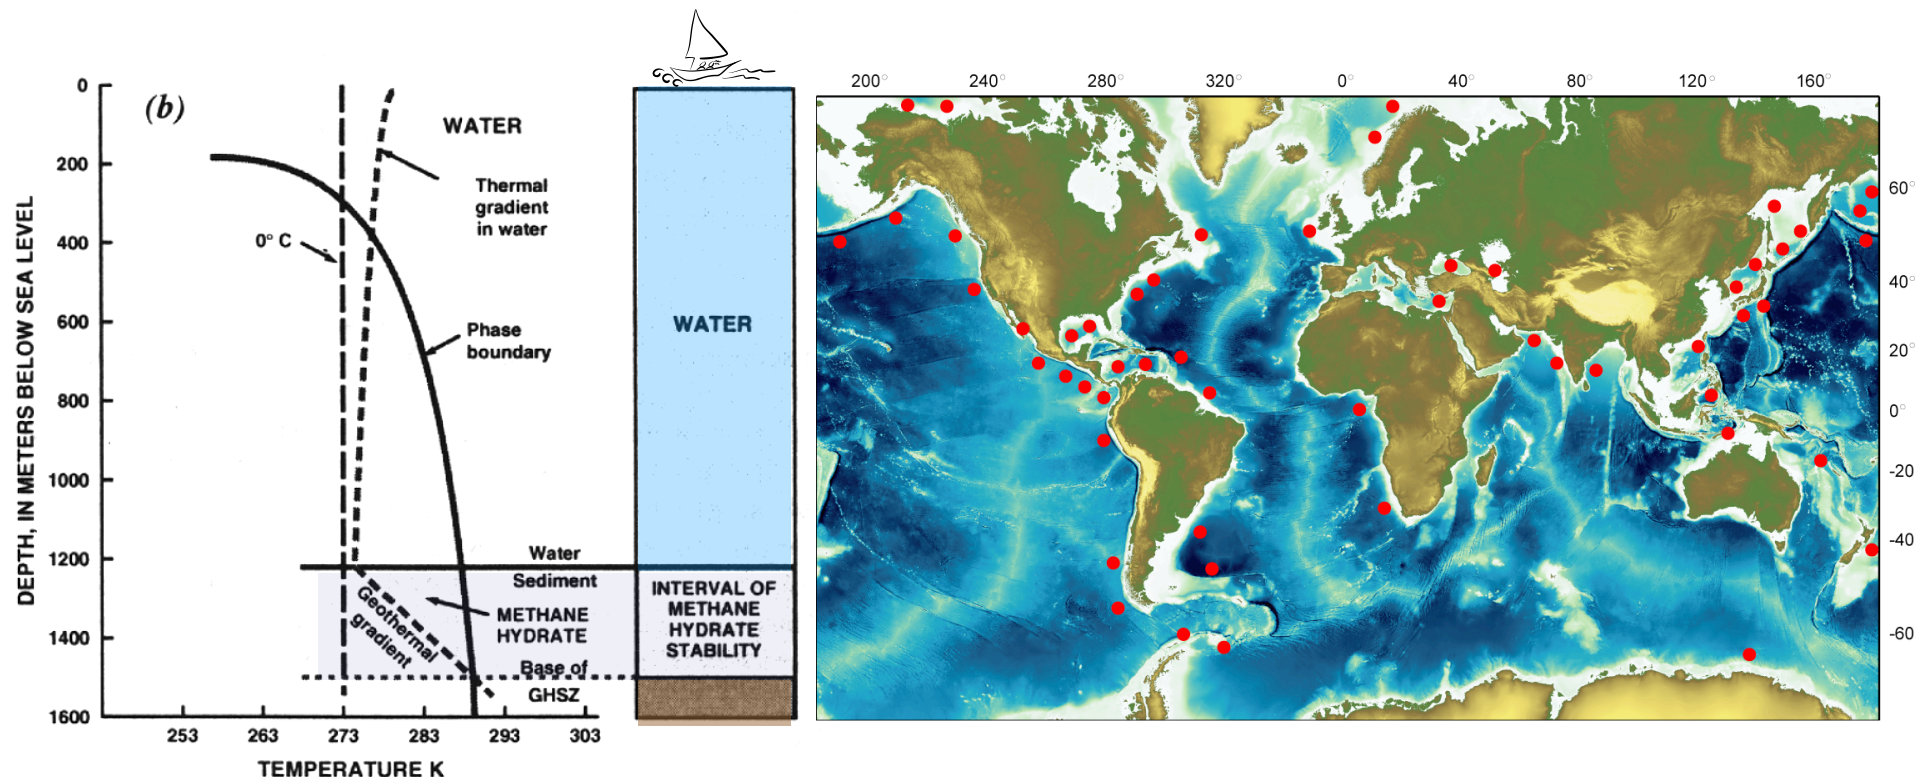 (b)
0
200
400
600
800
1000
1200
1400
1600
DEPTH, IN METERS BELOW SEA LEVEL
WATER
Thermal
gradient
in water
0° C
Phase
boundary
Water
Sediment
Geothermal
gradient
METHANE
HYDRATE
Base of
GHSZ
253 263 273 283 293 303
TEMPERATURE K
WATER
INTERVAL OF
METHANE
HYDRATE
STABILITY
200° 240° 280° 320° 0° 40° 80° 120° 160°
60°
40°
20°
0°
-20
-40
-60